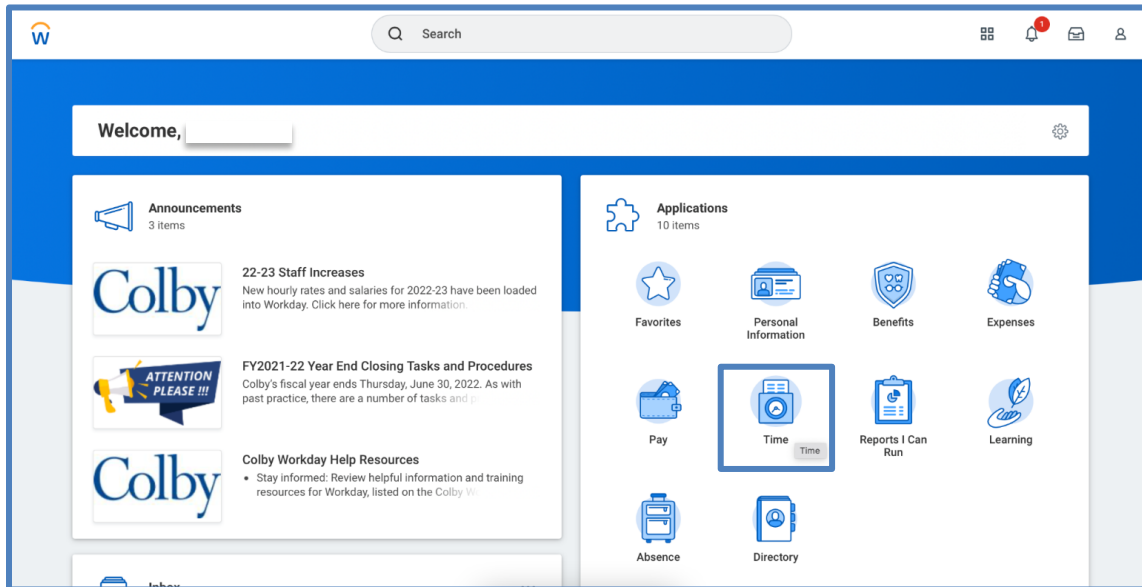 W
Search
1
Welcome,
Announcements
3 items
Colby
22-23 Staff Increases
New hourly rates and salaries for 2022-23 have been loaded
into Workday. Click here for more information.
ATTENTION
PLEASE !!!
FY2021-22 Year End Closing Tasks and Procedures
Colby's fiscal year ends Thursday, June 30, 2022. As with
past practice, there are a number of tasks and
Colby
Colby Workday Help Resources
• Stay informed: Review helpful information and training
resources for Workday, listed on the Colby W
Inbox
Applications
10 items
Favorites
Personal
Information
Benefits
Expenses
Pay
Time
Time
Reports I Can
Run
Learning
Absence
Directory